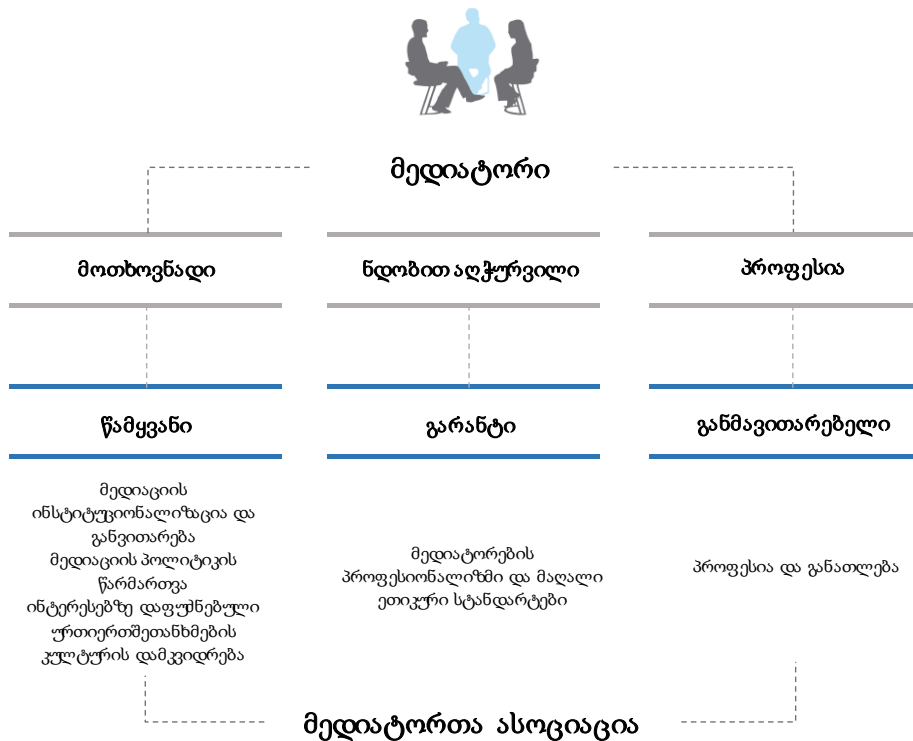 მედიატორი
მოთხოვნადი
ნდობით აღჭურვილი
პროფესია
წამყვანი
გარანტი
განმავითარებელი
მედიაციის
ინსტიტუციონალიზაცია და
განვითარება
მედიაციის პოლიტიკის
წარმართვა
ინტერესებზე დაფუძნებული
ურთიერთშეთანხმების
კულტურის დამკვიდრება
მედიატორების
პროფესიონალიზმი და მაღალი
ეთიკური სტანდარტები
პროფესია და განათლება
მედიატორთა ასოციაცია